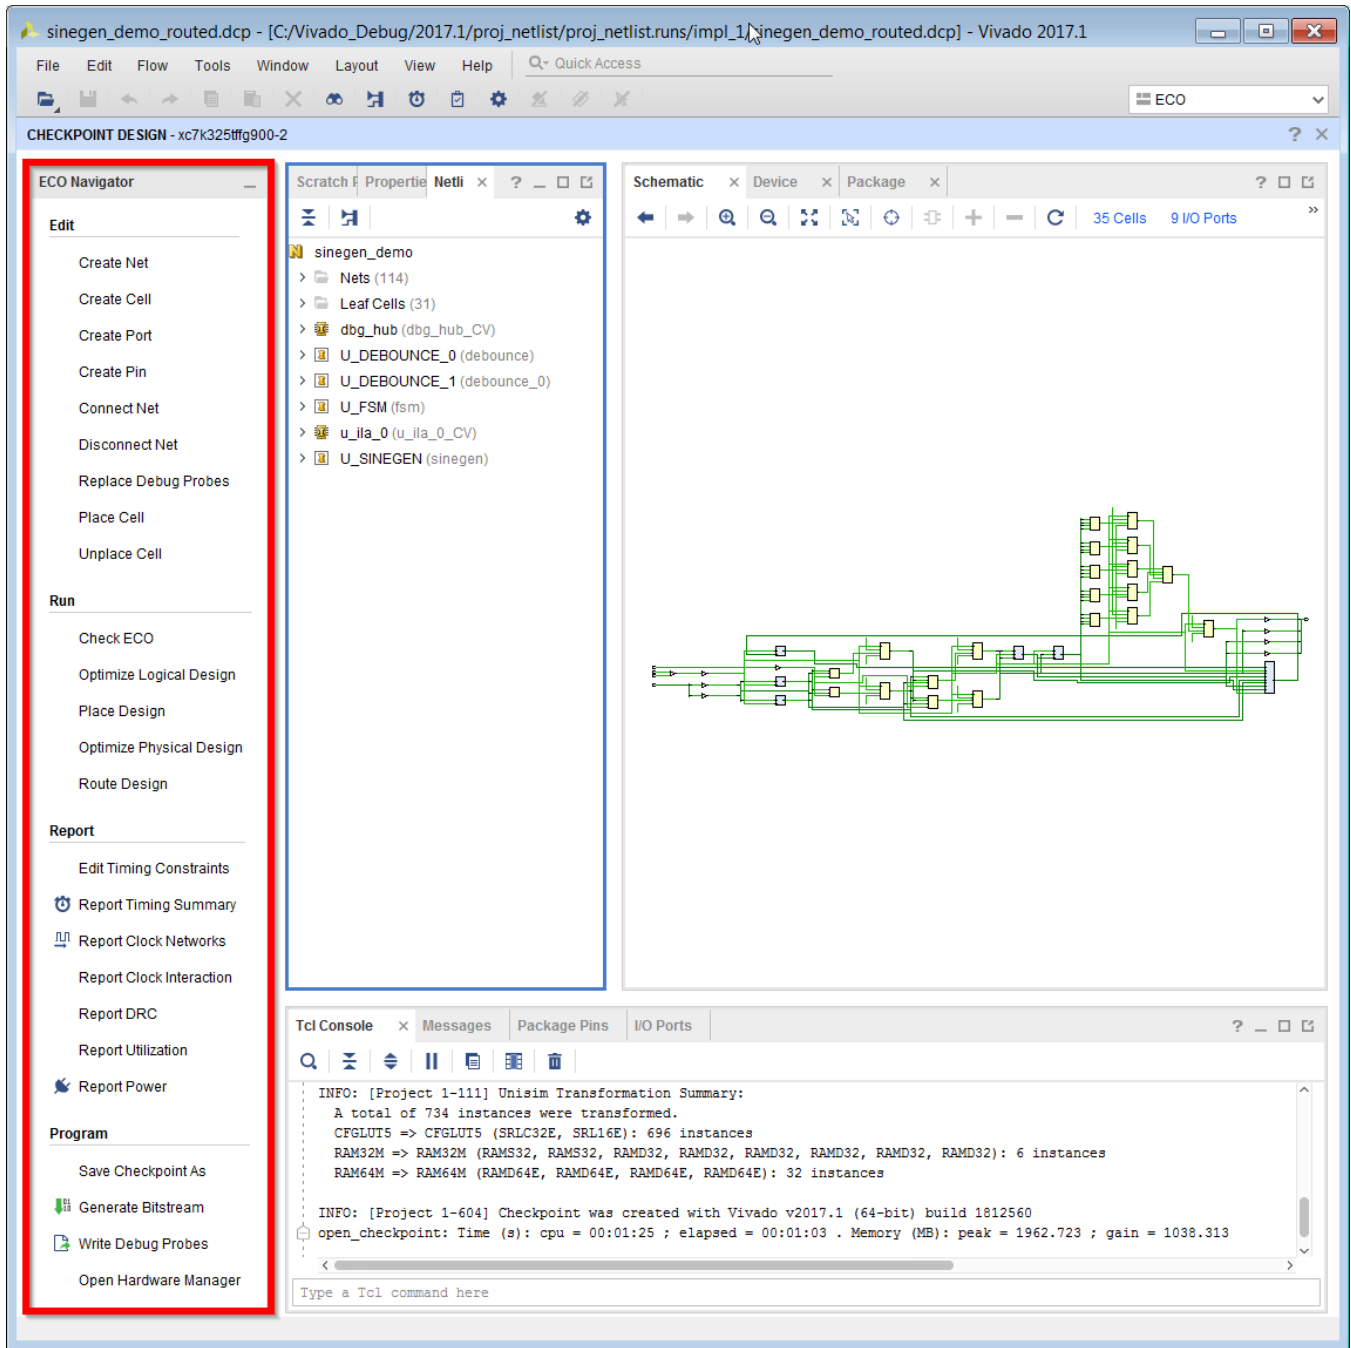 sinegen_demo_routed.dcp - [C:/Vivado_Debug/2017.1/proj_netlist/proj_netlist.runs/impl_1/sinegen_demo_routed.dcp] - Vivado 2017.1
File Edit Flow Tools Window Layout View Help Quick Access
ECO
CHECKPOINT DESIGN - xc7k325tffg900-2
ECO Navigator
Edit
Create Net
Create Cell
Create Port
Create Pin
Connect Net
Disconnect Net
Replace Debug Probes
Place Cell
Unplace Cell
Run
Check ECO
Optimize Logical Design
Place Design
Optimize Physical Design
Route Design
Report
Edit Timing Constraints
Report Timing Summary
Report Clock Networks
Report Clock Interaction
Report DRC
Report Utilization
Report Power
Program
Save Checkpoint As
Generate Bitstream
Write Debug Probes
Open Hardware Manager
Scratch P Propertie Netli
sinegen_demo
Nets (114)
Leaf Cells (31)
dbg_hub (dbg_hub_CV)
U_DEBOUNCE_0 (debounce)
U_DEBOUNCE_1 (debounce_0)
U_FSM (fsm)
u_ila_0 (u_ila_0_CV)
U_SINEGEN (sinegen)
Schematic Device Package
35 Cells 9 I/O Ports
Tcl Console Messages Package Pins I/O Ports
INFO: [Project 1-111] Unisim Transformation Summary:
A total of 734 instances were transformed.
CFGLUT5 => CFGLUT5 (SRLC32E, SRL16E): 696 instances
RAM32M => RAM32M (RAMS32, RAMS32, RAMD32, RAMD32, RAMD32, RAMD32, RAMD32, RAMD32): 6 instances
RAM64M => RAM64M (RAMD64E, RAMD64E, RAMD64E, RAMD64E): 32 instances
INFO: [Project 1-604] Checkpoint was created with Vivado v2017.1 (64-bit) build 1812560
open_checkpoint: Time (s): cpu = 00:01:25 ; elapsed = 00:01:03 . Memory (MB): peak = 1962.723 ; gain = 1038.313
Type a Tcl command here